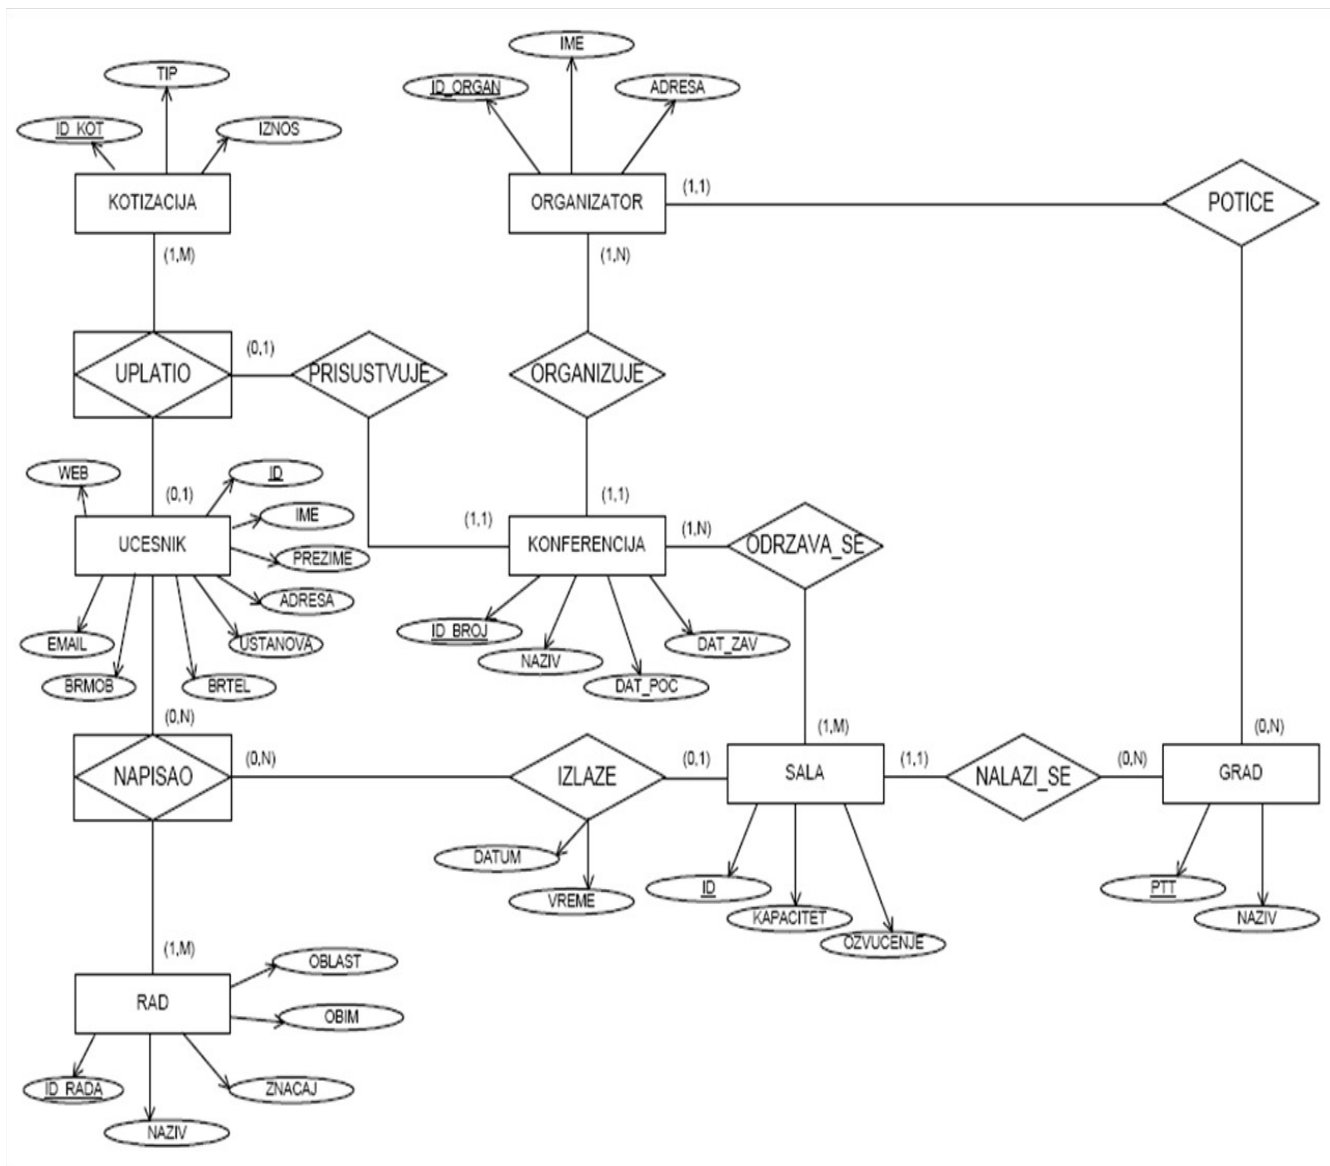 IME
TIP
ID_ORGAN
ADRESA
ID_KOT
IZNOS
KOTIZACIJA
ORGANIZATOR
(1,1)
POTICE
(1,M)
(1,N)
UPLATIO
(0,1)
PRISUSTVUJE
ORGANIZUJE
WEB
ID
(0,1)
IME
(1,1)
(1,1)
(1,N)
UCESNIK
PREZIME
KONFERENCIJA
ODRZAVA_SE
ADRESA
EMAIL
USTANOVA
ID_BROJ
NAZIV
DAT_ZAV
BRMOB
BRTEL
DAT_POC
(0,N)
(1,M)
(0,N)
NAPISAO
(0,N)
IZLAZE
(0,1)
SALA
(1,1)
NALAZI_SE
(0,N)
GRAD
DATUM
VREME
ID
KAPACITET
OZVUCENJE
PTT
NAZIV
(1,M)
OBLAST
RAD
OBIM
ID_RADA
ZNACAJ
NAZIV